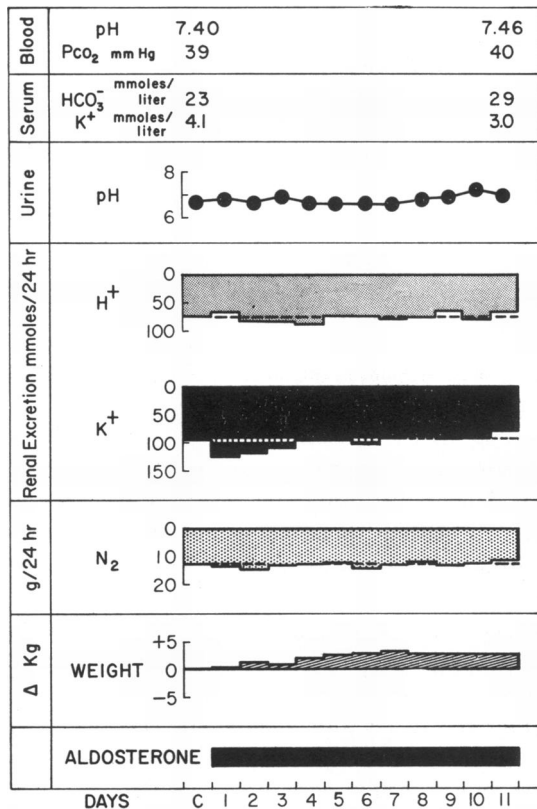 Blood
pH 7.40 7.46
PCO2 mm Hg 39 40
Serum
HCO3- mmoles/liter 23 29
K+ mmoles/liter 4.1 3.0
Urine
pH
8
6
Renal Excretion mmoles/24 hr
H+
0
50
100
K+
0
50
100
150
g/24 hr
N2
0
10
20
Δ Kg
WEIGHT
+5
0
-5
ALDOSTERONE
DAYS C 1 2 3 4 5 6 7 8 9 10 11